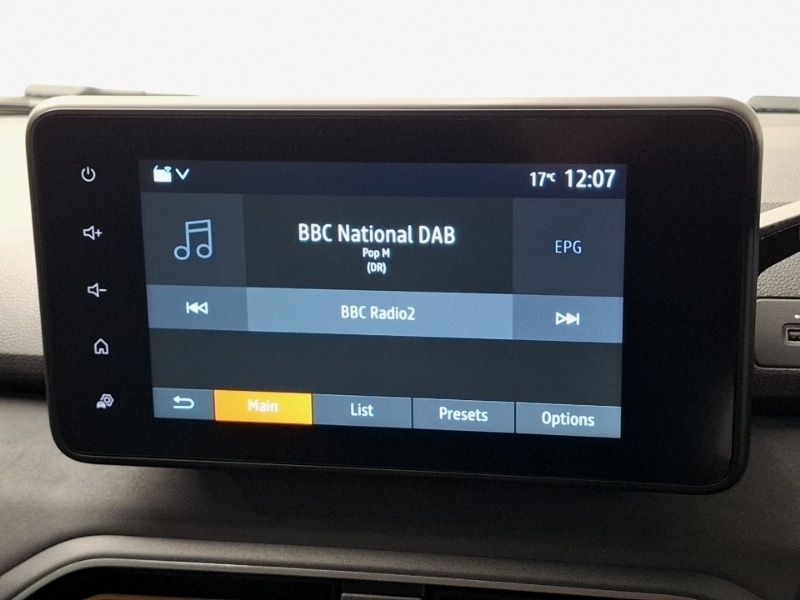 17°C 12:07
BBC National DAB
Pop M
(DR)
EPG
BBC Radio2
Main
List
Presets
Options